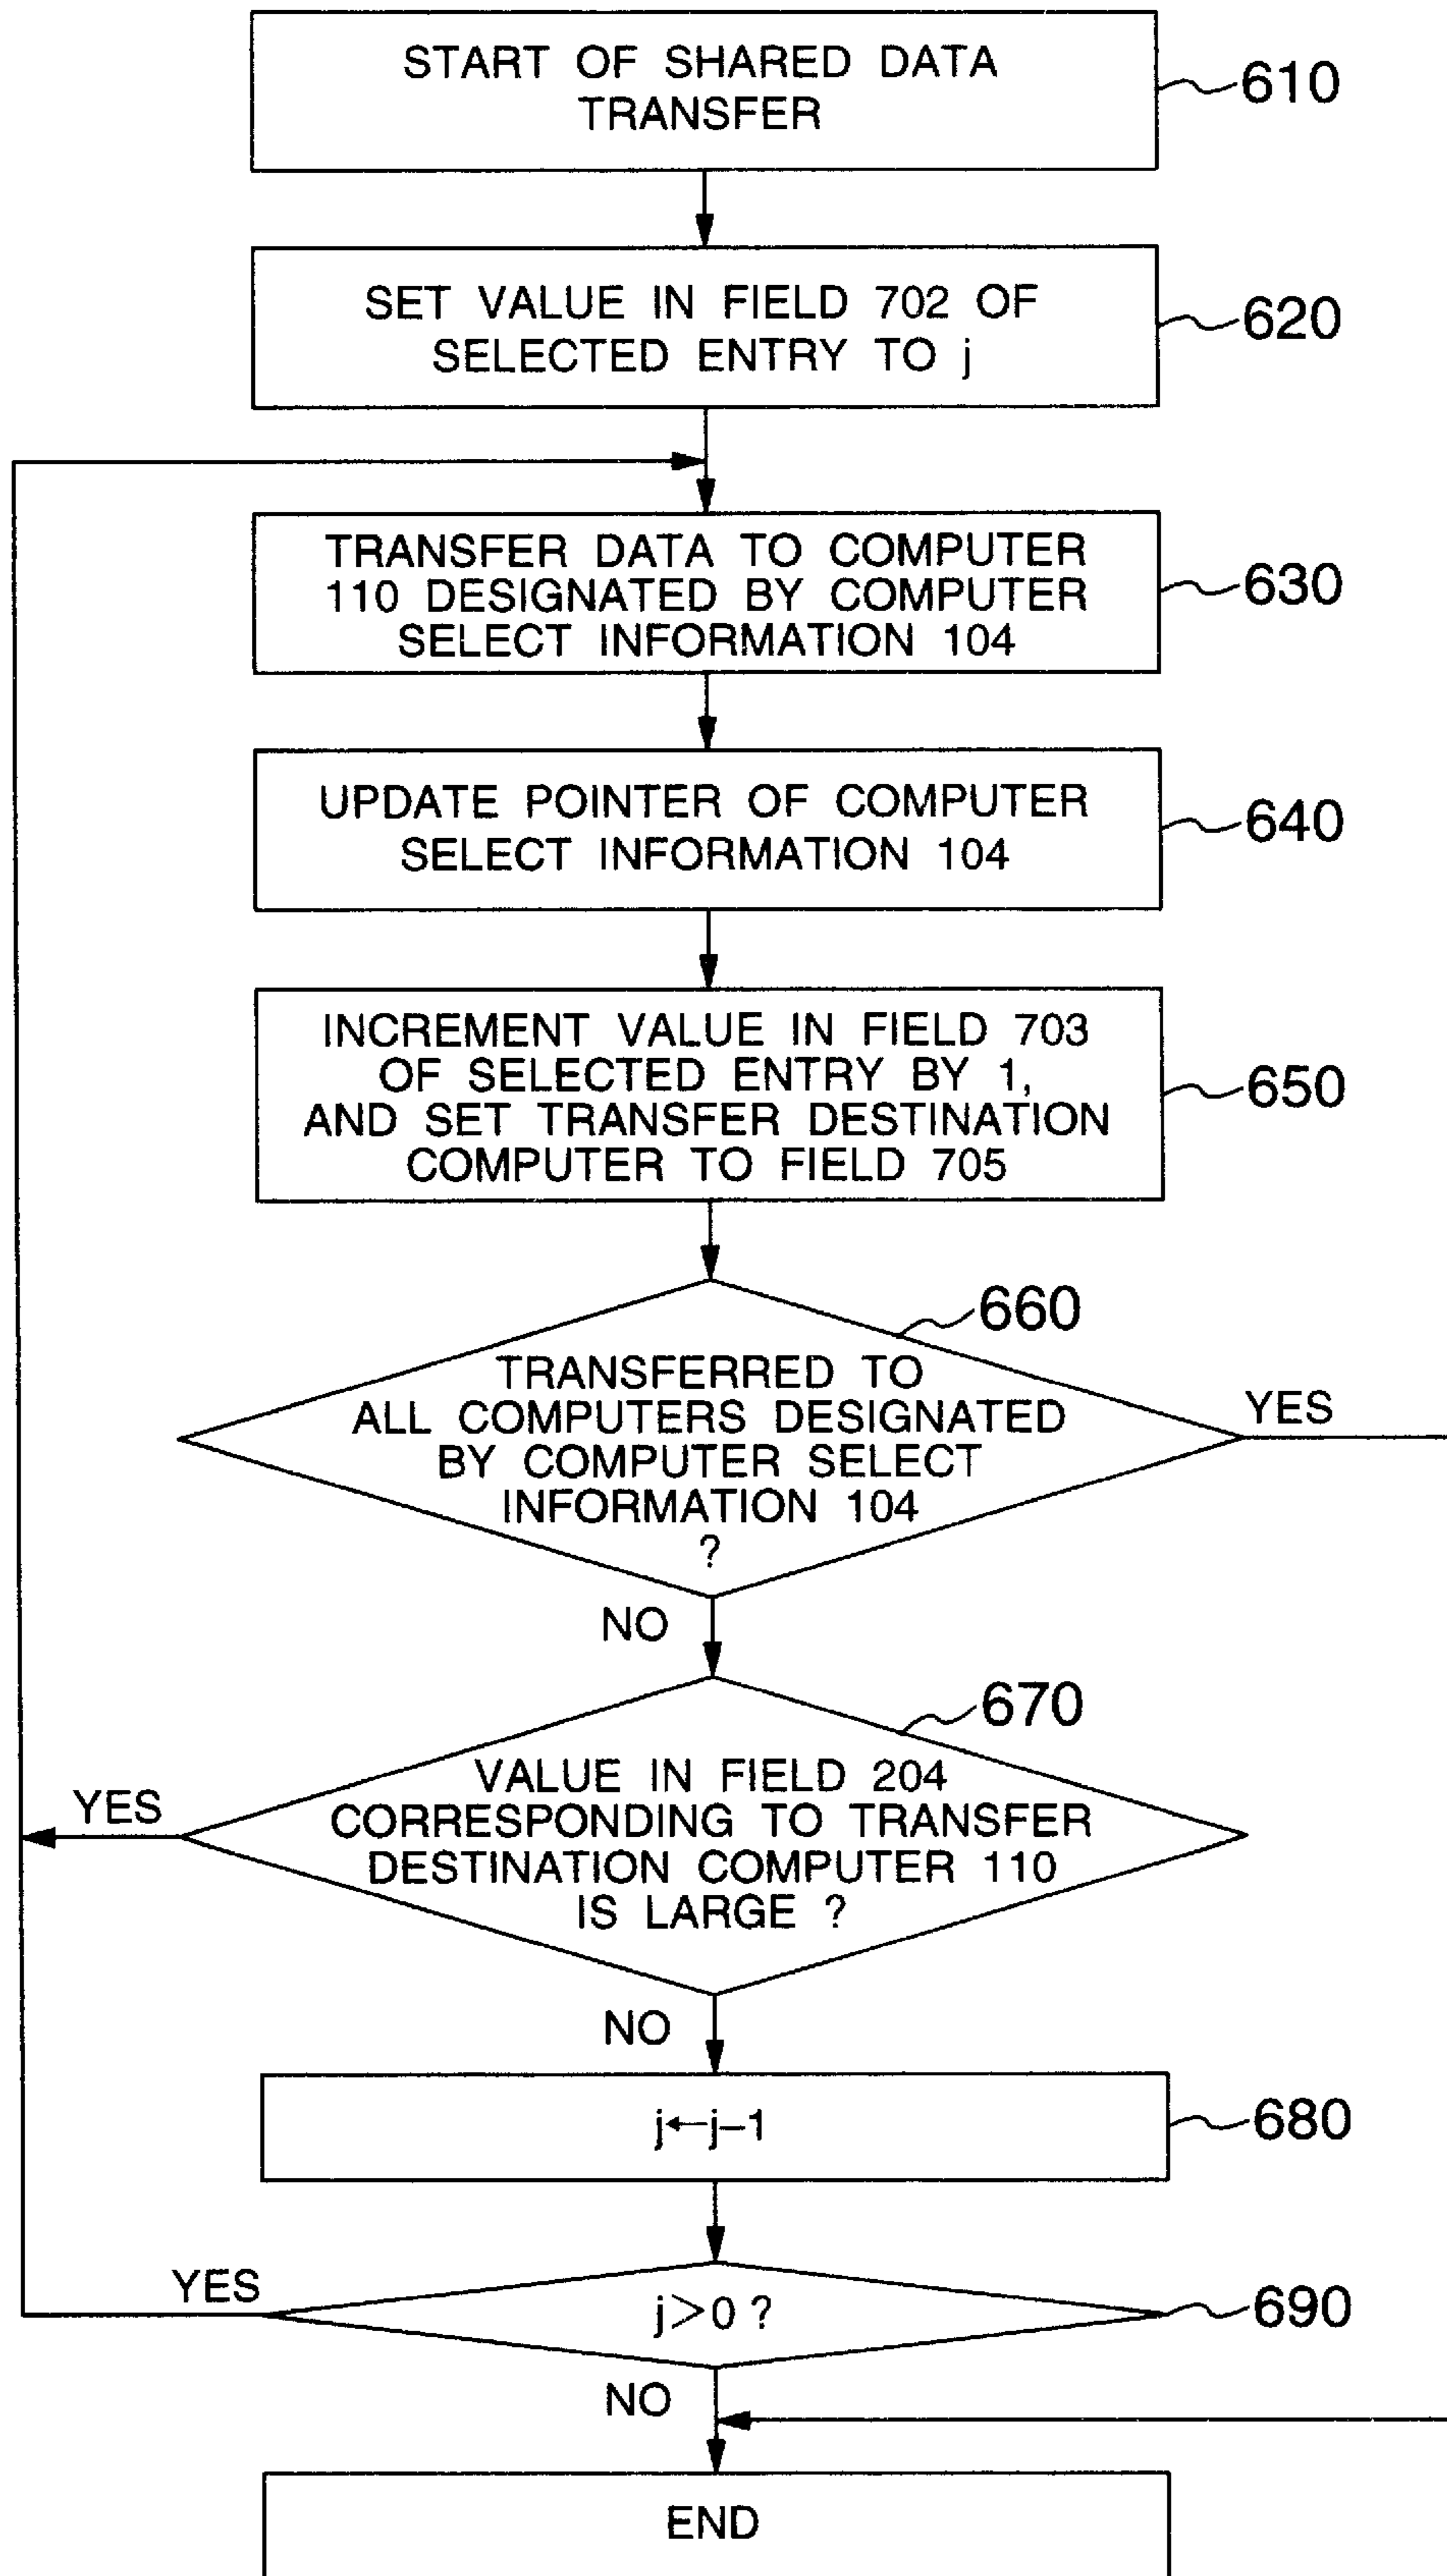 START OF SHARED DATA
TRANSFER
610
SET VALUE IN FIELD 702 OF
SELECTED ENTRY TO j
620
TRANSFER DATA TO COMPUTER
110 DESIGNATED BY COMPUTER
SELECT INFORMATION 104
630
UPDATE POINTER OF COMPUTER
SELECT INFORMATION 104
640
INCREMENT VALUE IN FIELD 703
OF SELECTED ENTRY BY 1,
AND SET TRANSFER DESTINATION
COMPUTER TO FIELD 705
650
660
TRANSFERRED TO
ALL COMPUTERS DESIGNATED
BY COMPUTER SELECT
INFORMATION 104
?
YES
NO
670
VALUE IN FIELD 204
CORRESPONDING TO TRANSFER
DESTINATION COMPUTER 110
IS LARGE ?
YES
NO
j←j–1
680
YES
j>0 ?
690
NO
END